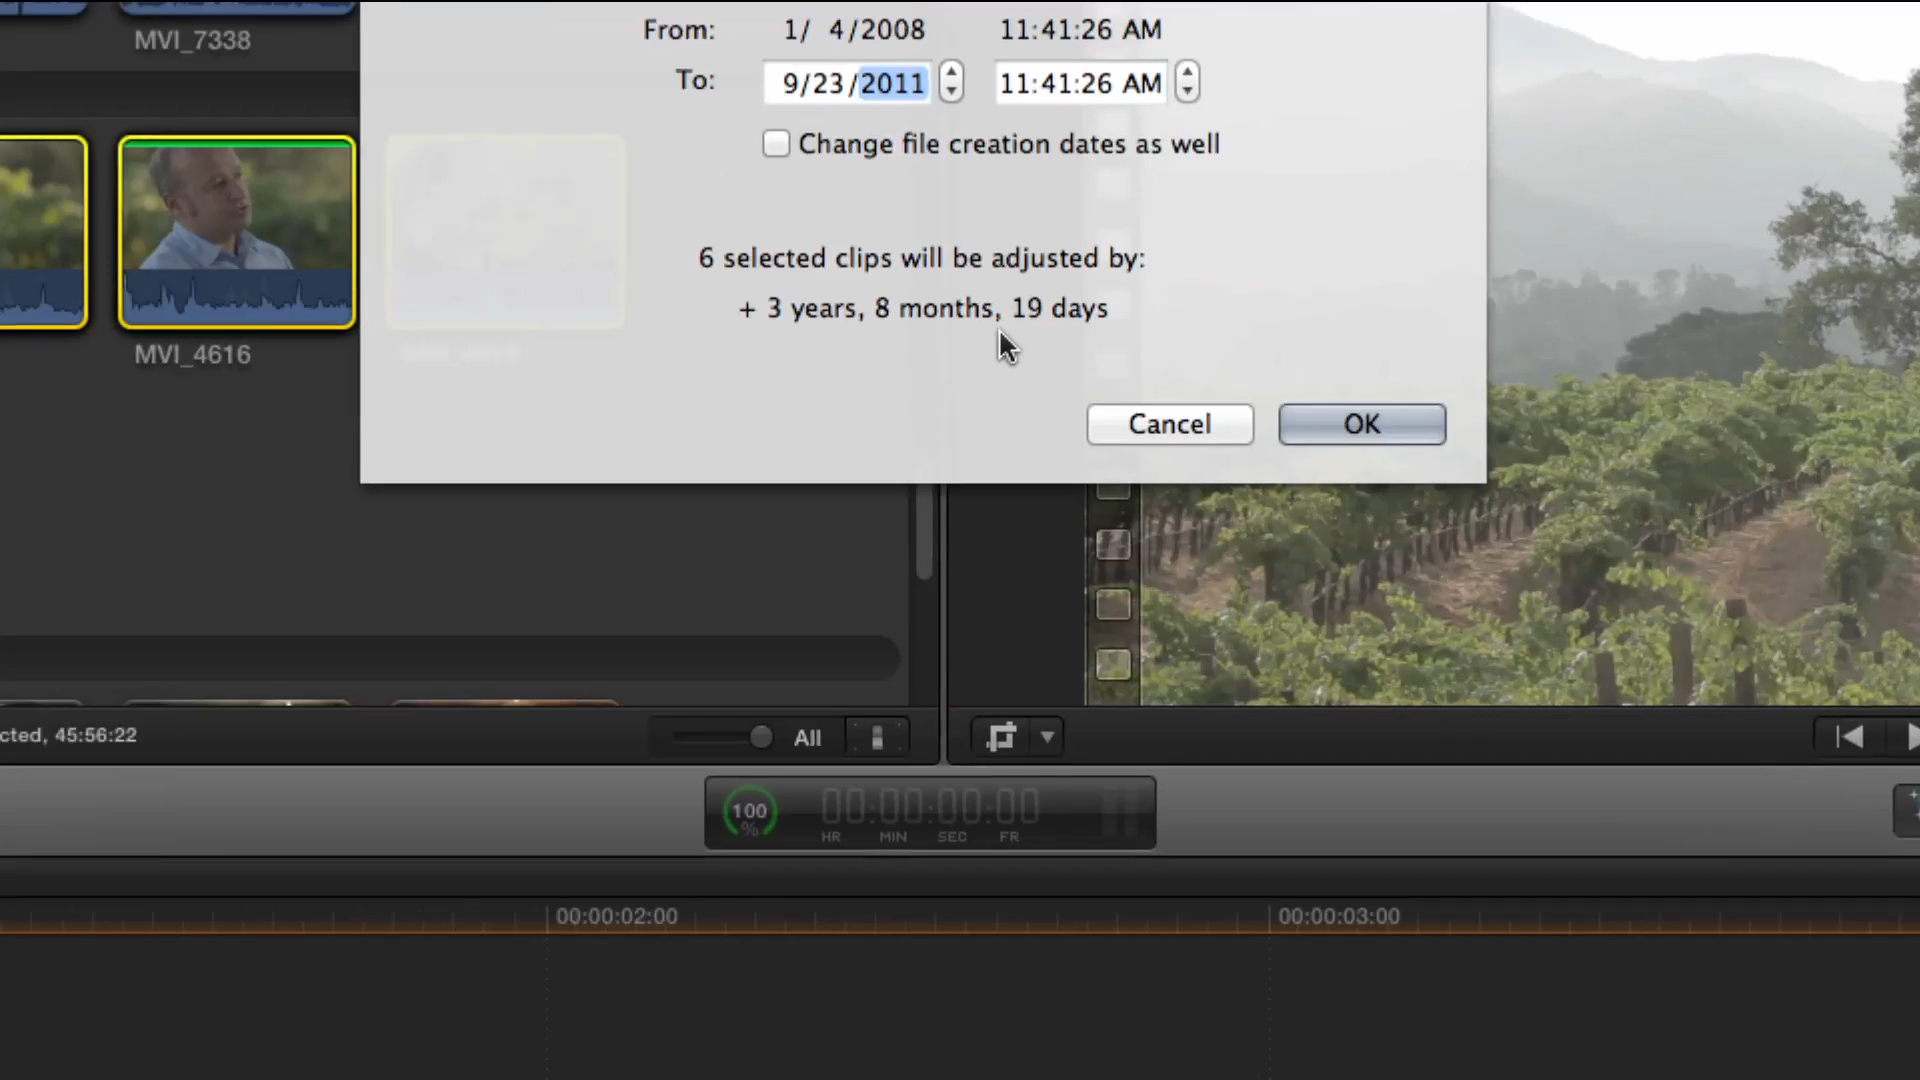 MVI_7338
From: 1/ 4/2008 11:41:26 AM
To: 9/23/2011 11:41:26 AM
Change file creation dates as well
6 selected clips will be adjusted by:
+ 3 years, 8 months, 19 days
MVI_4616
Cancel OK
cted, 45:56:22
All
100
%
00:00:00:00
HR MIN SEC FR
00:00:02:00
00:00:03:00